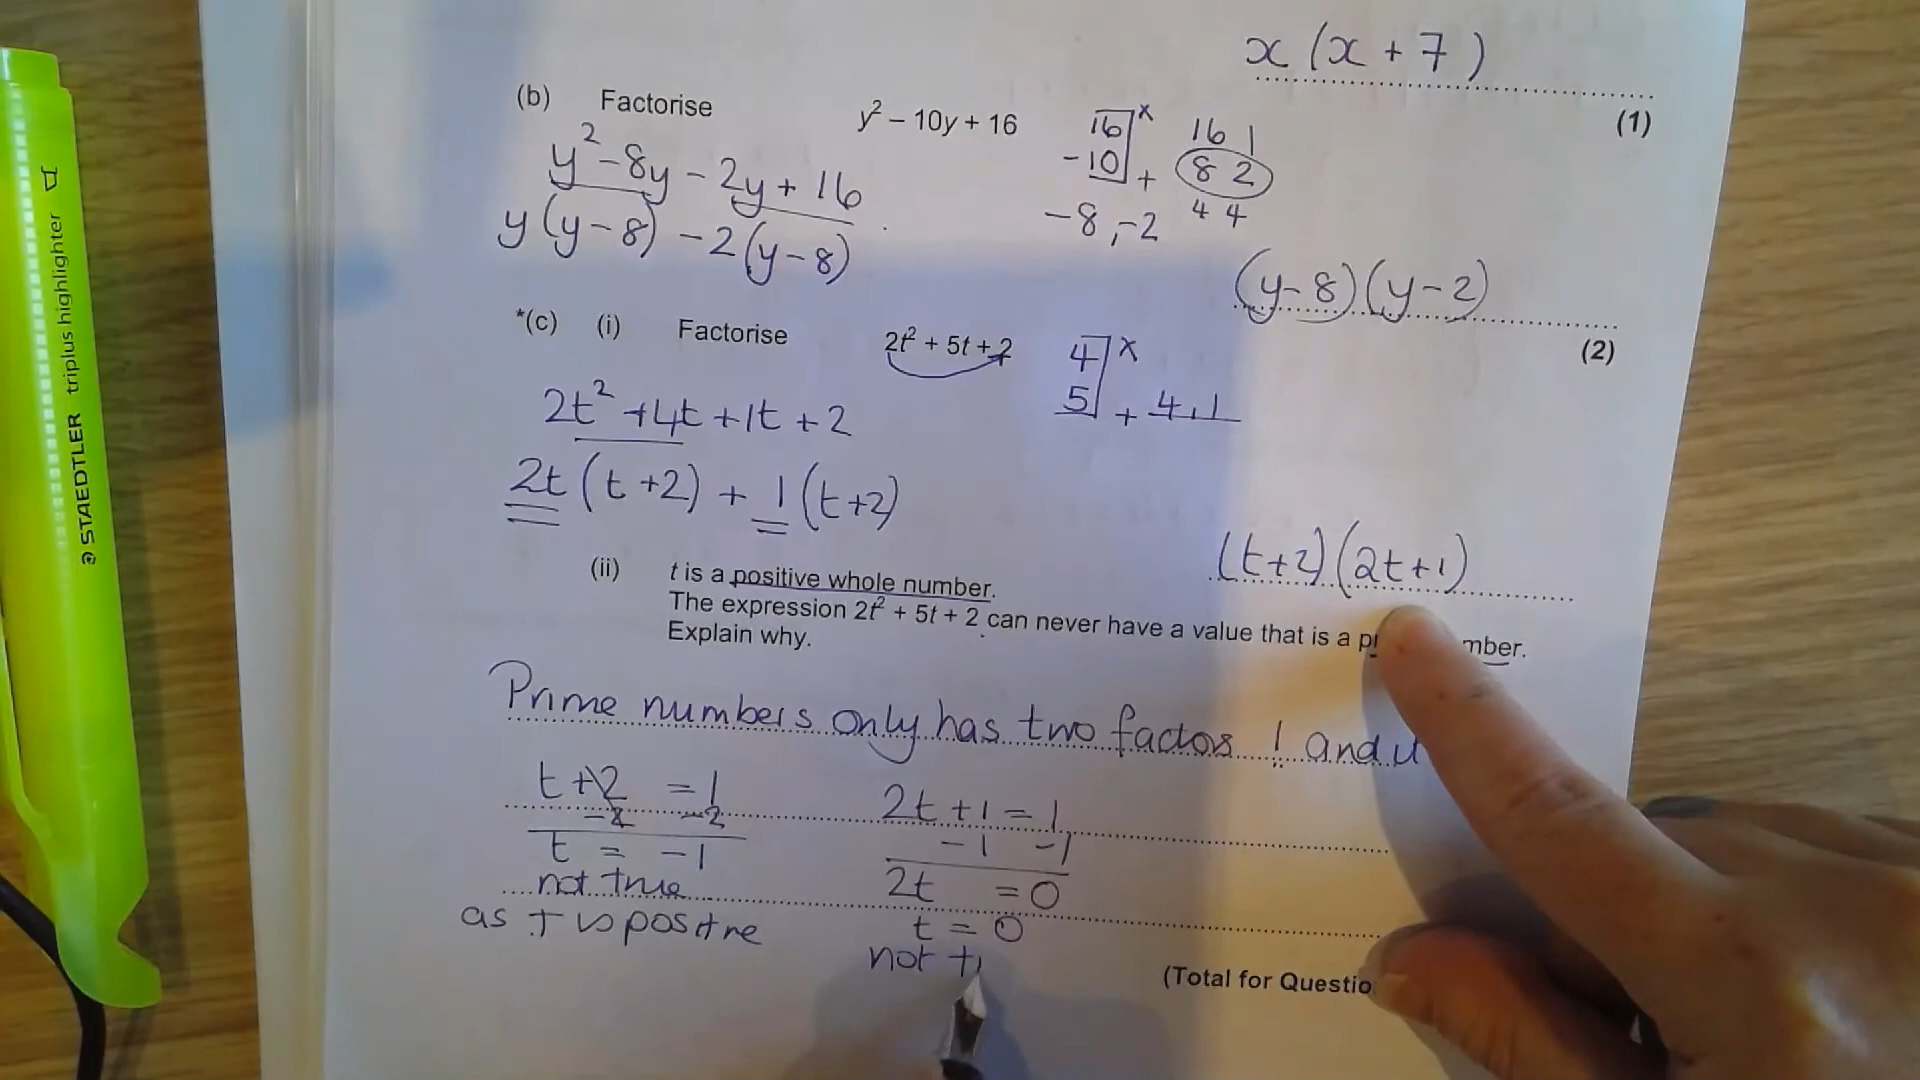 x (x + 7)
(1)
(b) Factorise y² – 10y + 16
16 x 16 1
-10 + 8 2
-8, -2 4 4
y² - 8y - 2y + 16
y (y - 8) - 2 (y - 8)
(y - 8) (y - 2)
(2)
*(c) (i) Factorise 2t² + 5t + 2
4 x
5 + 4, 1
2t² + 4t + 1t + 2
2t (t + 2) + 1 (t + 2)
(t + 2) (2t + 1)
(ii) t is a positive whole number.
The expression 2t² + 5t + 2 can never have a value that is a
Explain why.
Prime numbers only has two factors 1 and
t + 2 = 1
-2 -2
t = -1
not true
as t is positive
2t + 1 = 1
-1 -1
2t = 0
t = 0
not
(Total for
STAEDTLER triplus highlighter